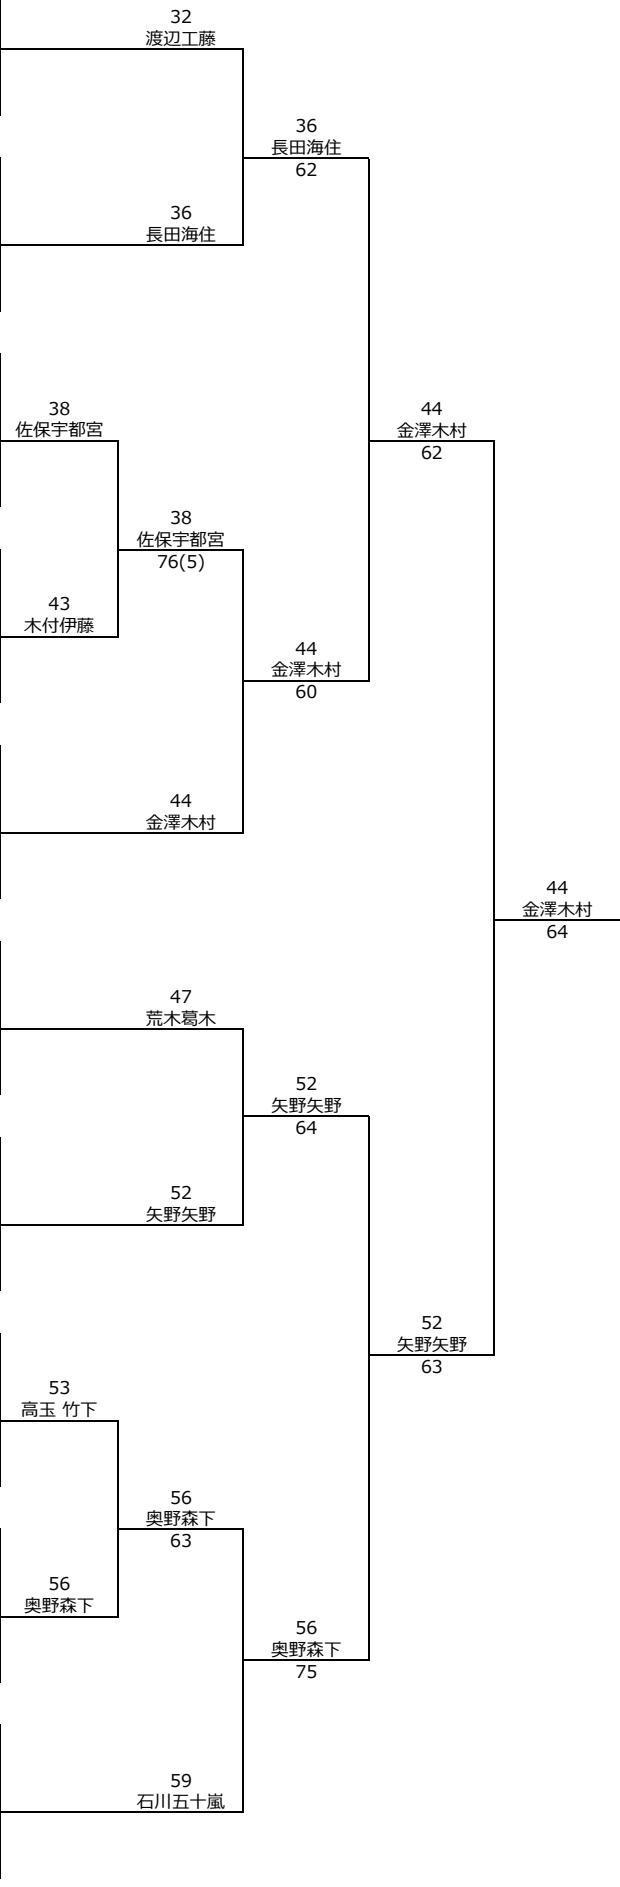 32
渡辺工藤
36
長田海住
62
36
長田海住
38
佐保宇都宮
44
金澤木村
62
38
佐保宇都宮
76(5)
43
木付伊藤
44
金澤木村
60
44
金澤木村
44
金澤木村
64
47
荒木葛木
52
矢野矢野
64
52
矢野矢野
52
矢野矢野
63
53
高玉 竹下
56
奥野森下
63
56
奥野森下
56
奥野森下
75
59
石川五十嵐